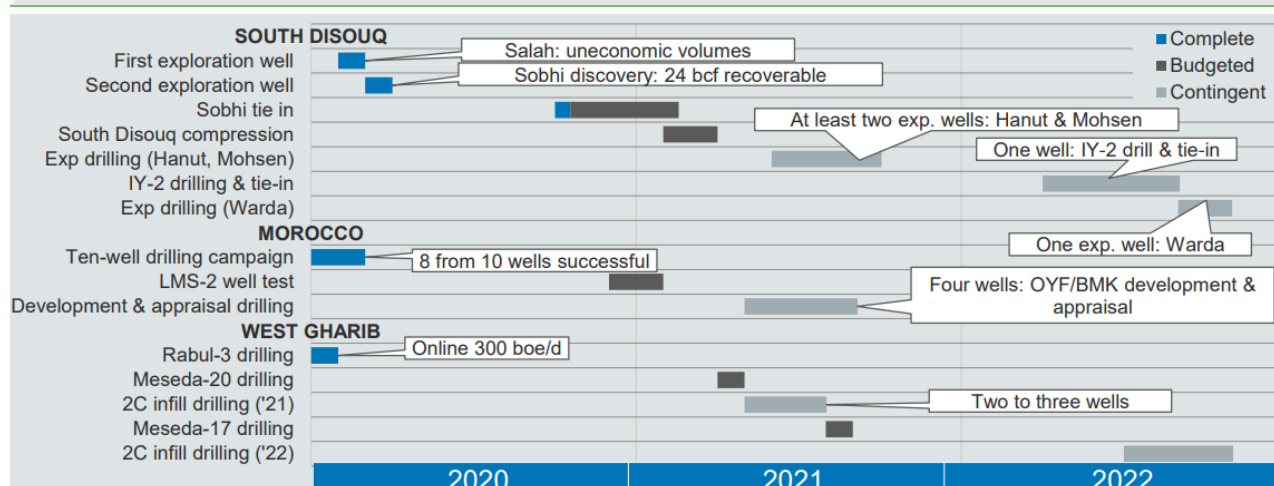 SOUTH DISOUQ
First exploration well
Salah: uneconomic volumes
Complete
Second exploration well
Sobhi discovery: 24 bcf recoverable
Budgeted
Sobhi tie in
Contingent
South Disouq compression
At least two exp. wells: Hanut & Mohsen
Exp drilling (Hanut, Mohsen)
One well: IY-2 drill & tie-in
IY-2 drilling & tie-in
Exp drilling (Warda)
MOROCCO
One exp. well: Warda
Ten-well drilling campaign
8 from 10 wells successful
LMS-2 well test
Development & appraisal drilling
Four wells: OYF/BMK development &
appraisal
WEST GHARIB
Rabul-3 drilling
Online 300 boe/d
Meseda-20 drilling
2C infill drilling ('21)
Two to three wells
Meseda-17 drilling
2C infill drilling ('22)
2020
2021
2022